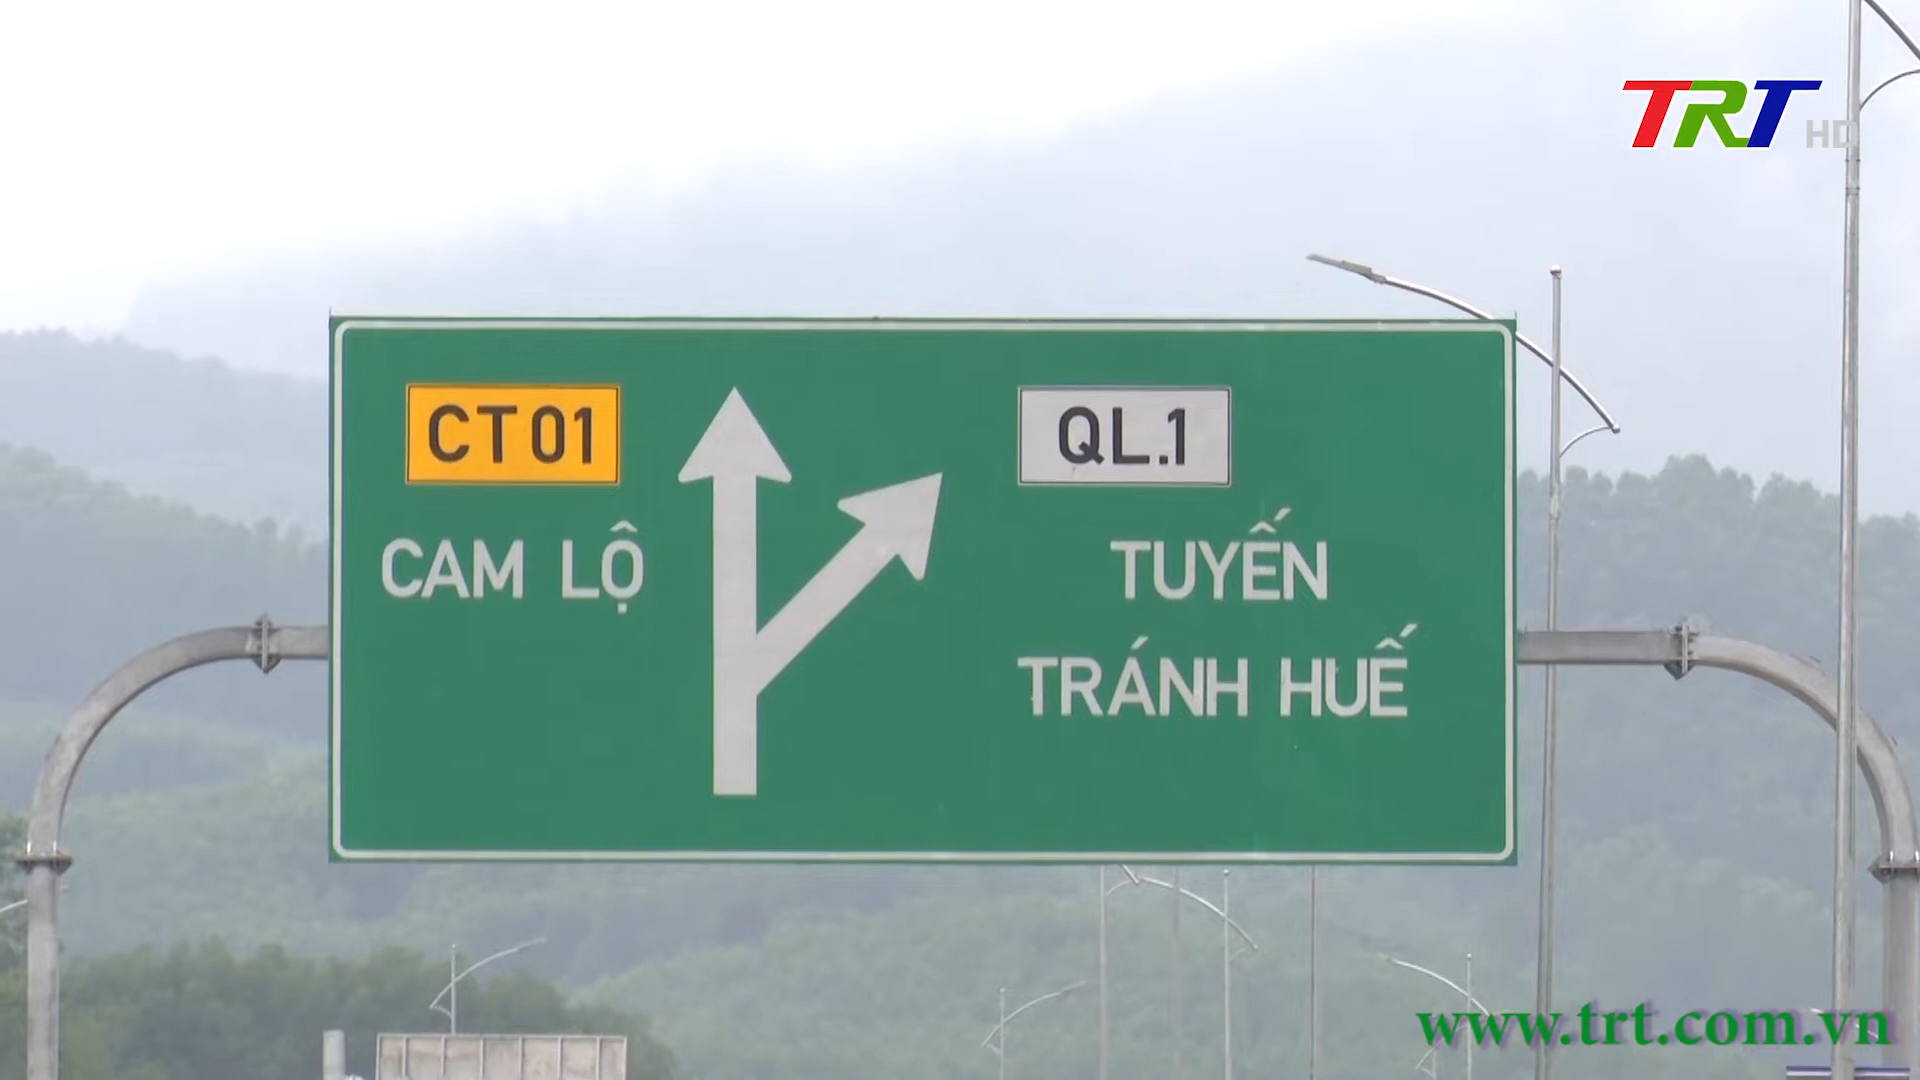 TRT HD
CT01
QL.1
CAM LỘ
TUYẾN
TRÁNH HUẾ
www.trt.com.vn